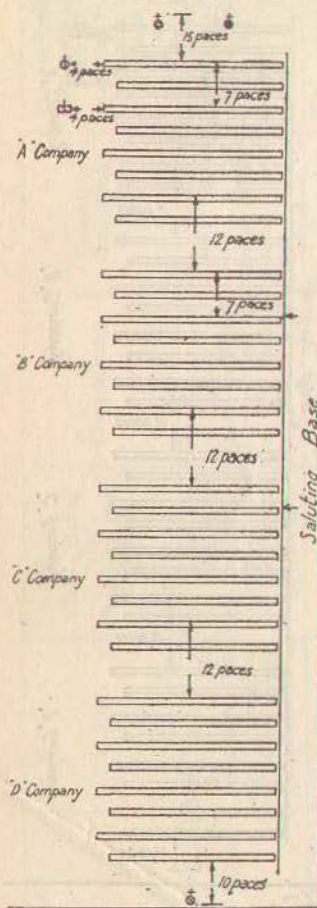 15 paces
4 paces
7 paces
4 paces
"A" Company
12 paces
7 paces
"B" Company
12 paces
Saluting Base
"C" Company
12 paces
"D" Company
10 paces